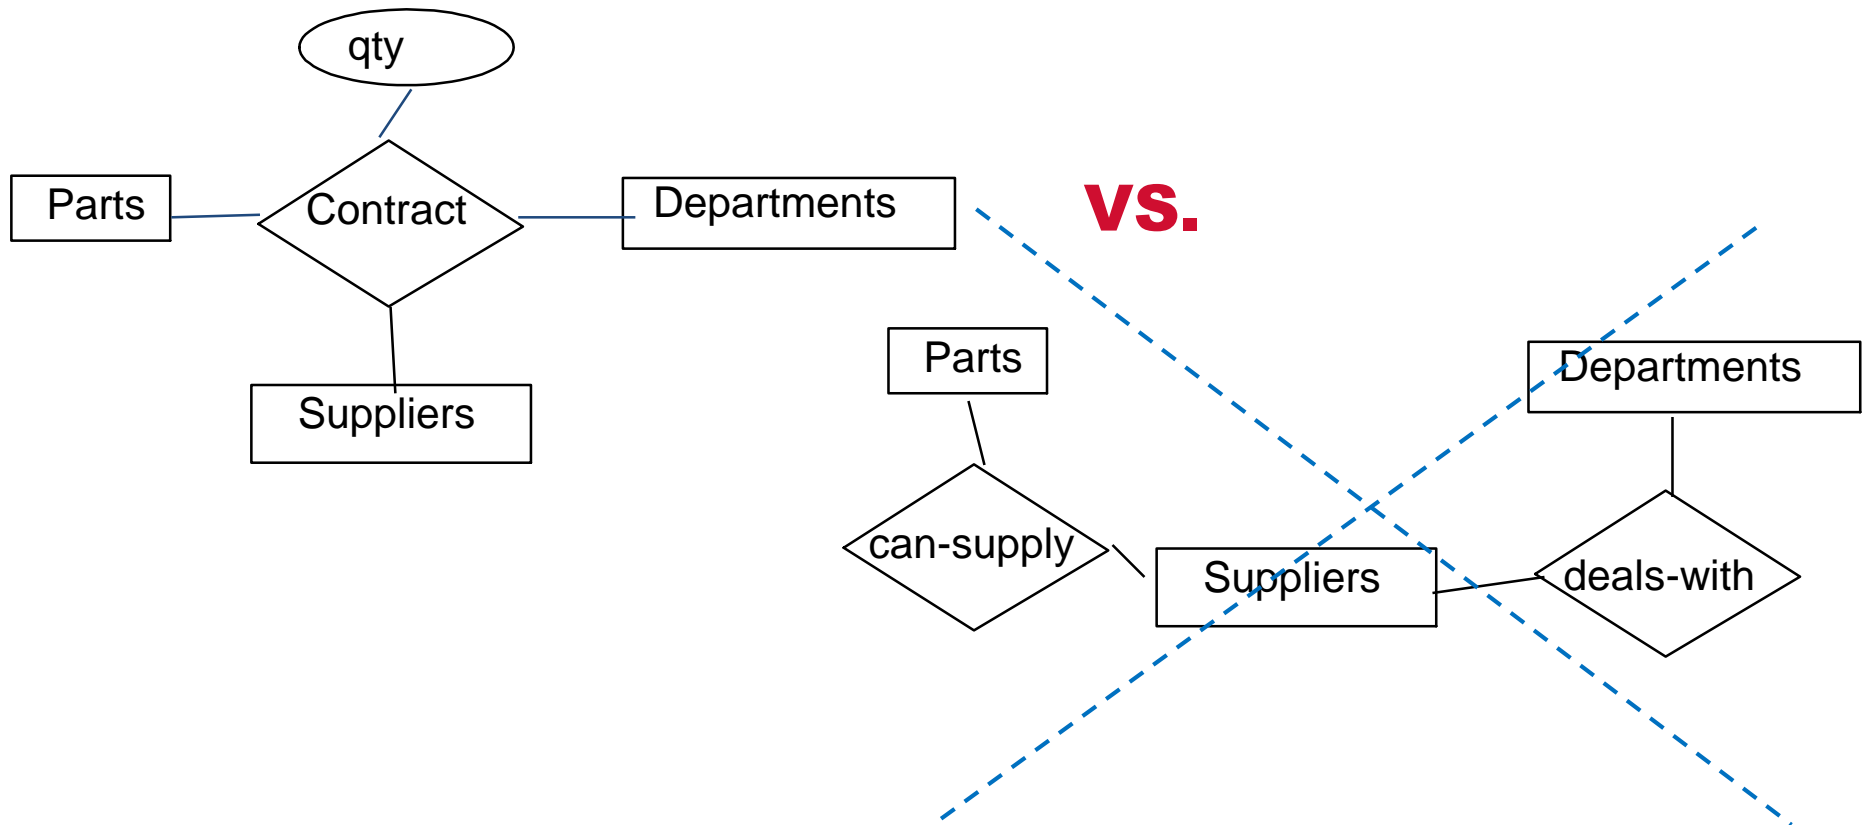 qty
Parts
Contract
Departments
vs.
Suppliers
Parts
Departments
can-supply
Suppliers
deals-with